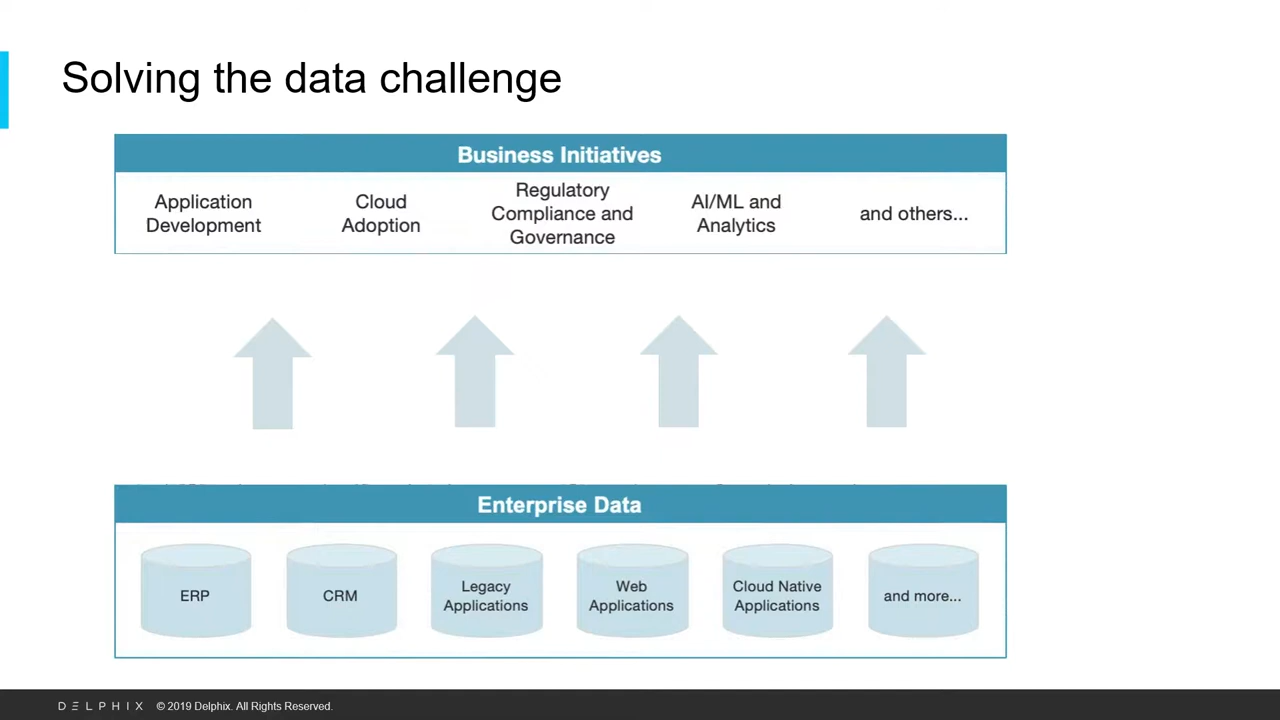 Solving the data challenge
Business Initiatives
Application
Development
Cloud
Adoption
Regulatory
Compliance and
Governance
AI/ML and
Analytics
and others...
Enterprise Data
ERP
CRM
Legacy
Applications
Web
Applications
Cloud Native
Applications
and more...
DELPHIX © 2019 Delphix. All Rights Reserved.